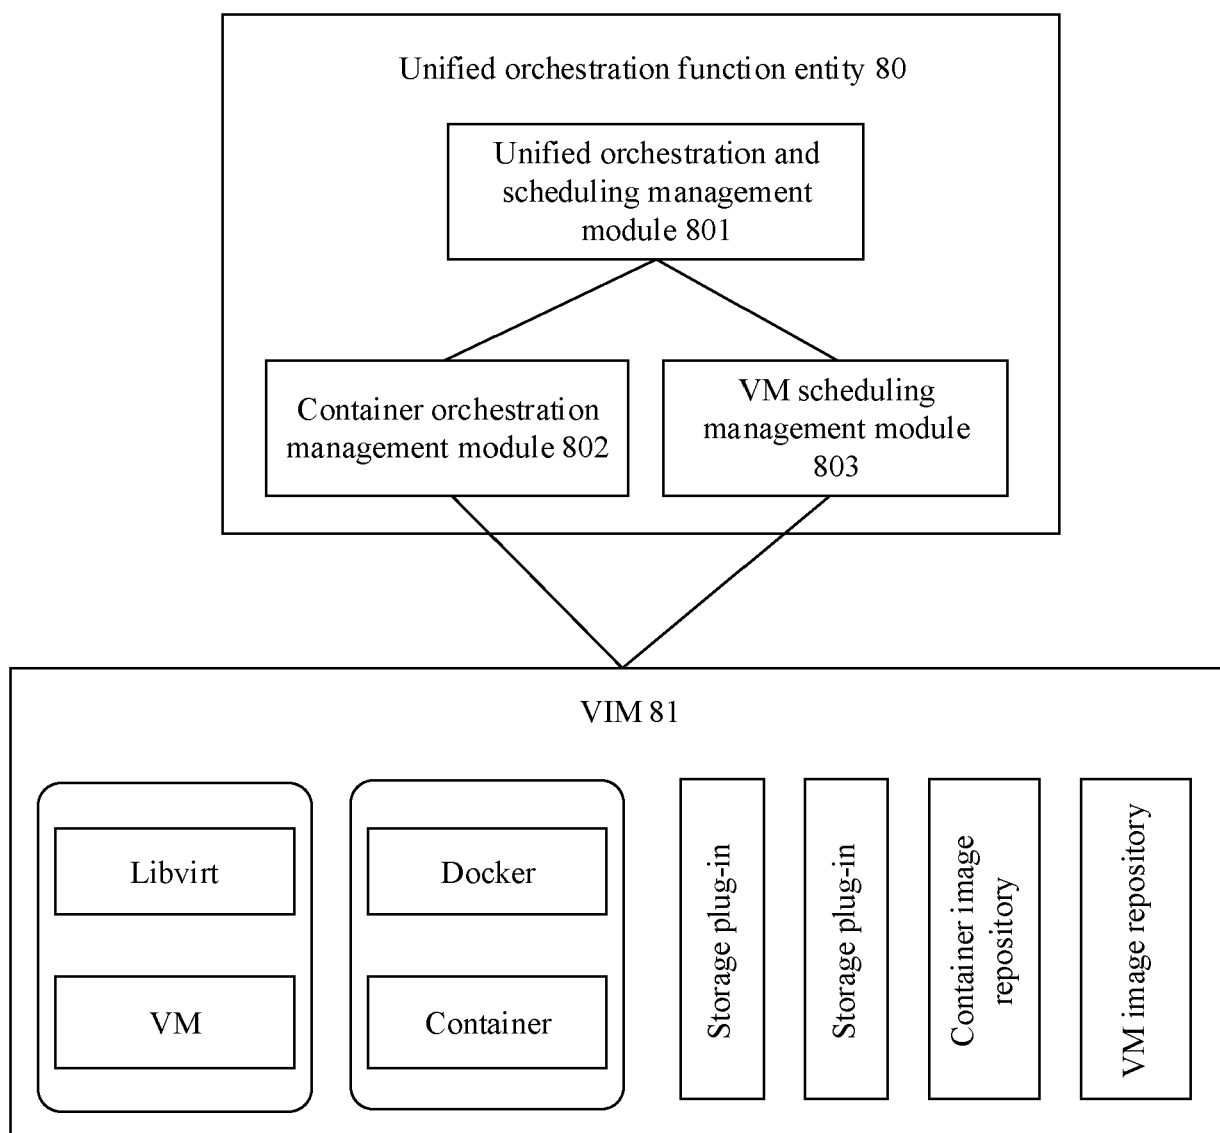 Unified orchestration function entity 80
Unified orchestration and
scheduling management
module 801
Container orchestration
management module 802
VM scheduling
management module
803
VIM 81
Libvirt
VM
Docker
Container
Storage plug-in
Storage plug-in
Container image
repository
VM image repository